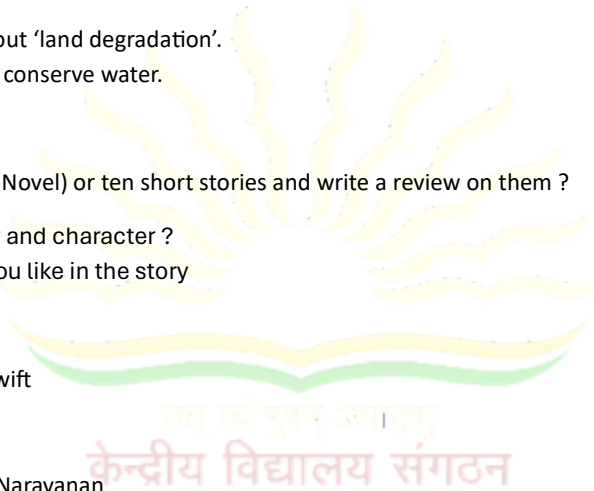 out ‘land degradation’.
conserve water.
Novel) or ten short stories and write a review on them ?
and character ?
ou like in the story
wift
केन्द्रीय विद्यालय संगठन
Narayanan